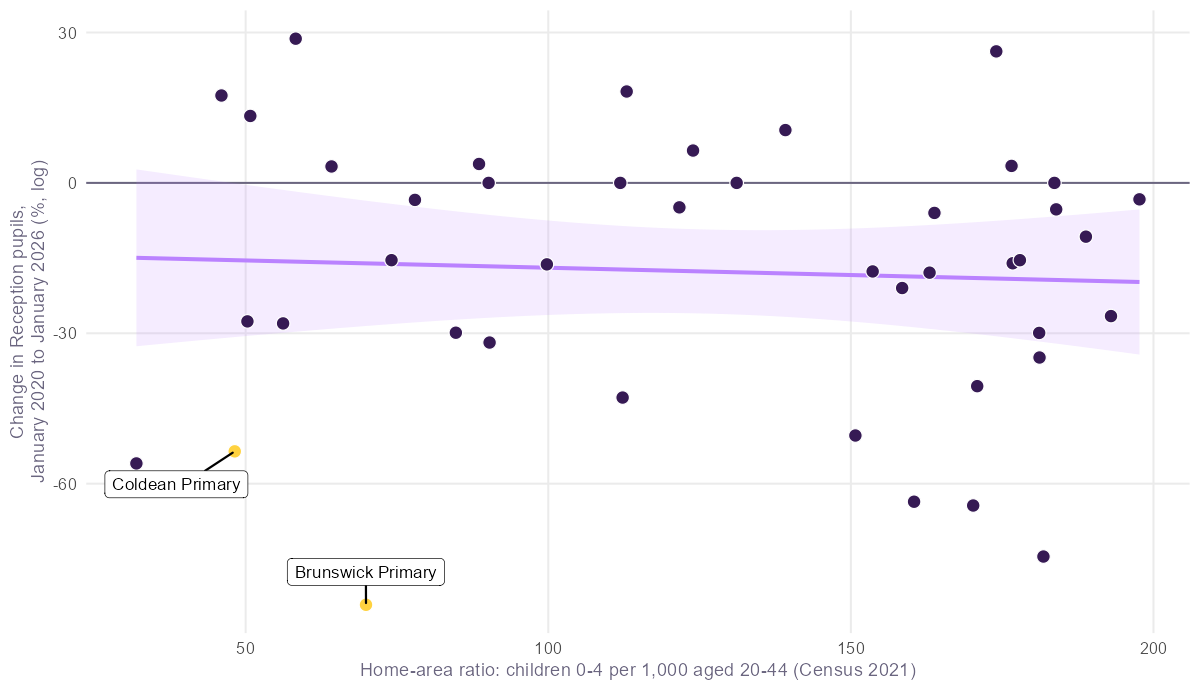 30
0
-30
-60
Change in Reception pupils,
January 2020 to January 2026 (%, log)
Coldean Primary
Brunswick Primary
50
100
150
200
Home-area ratio: children 0-4 per 1,000 aged 20-44 (Census 2021)